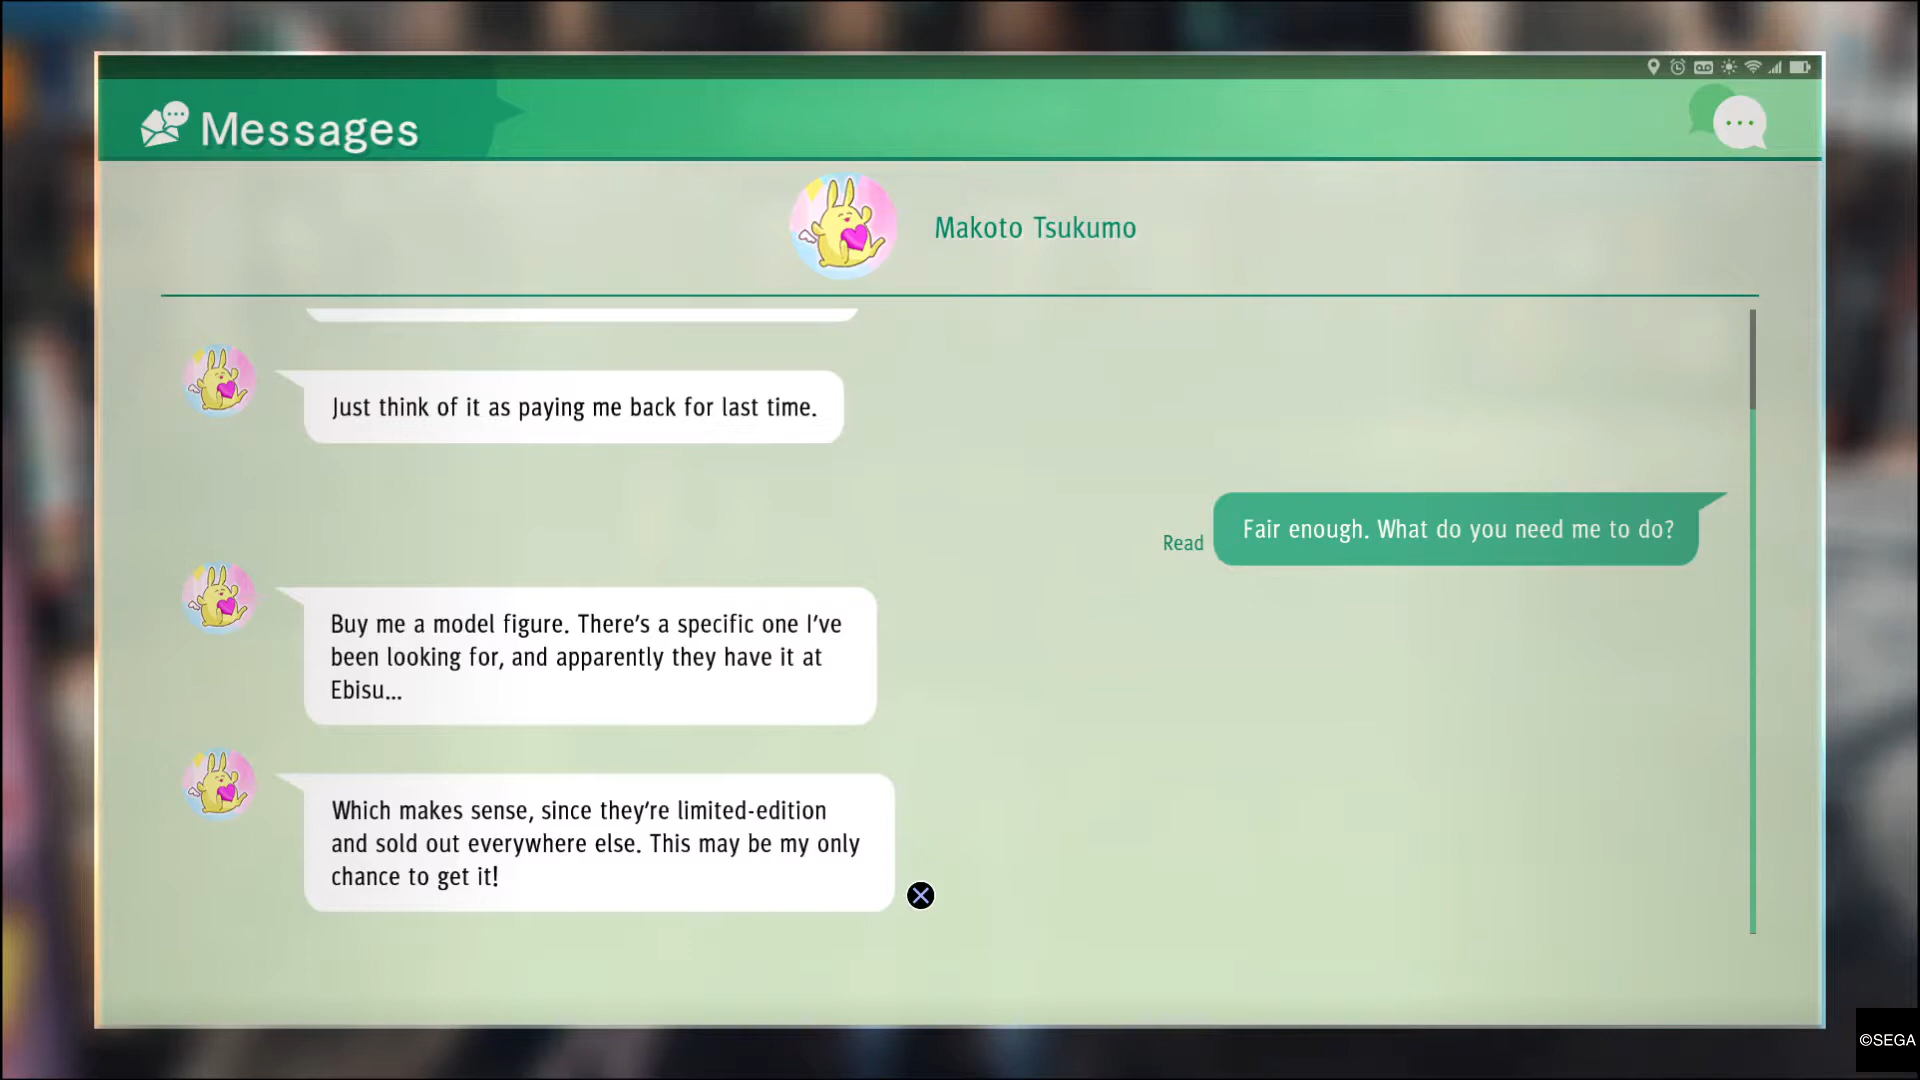 Messages
Makoto Tsukumo
Just think of it as paying me back for last time.
Fair enough. What do you need me to do?
Read
Buy me a model figure. There's a specific one I've
been looking for, and apparently they have it at
Ebisu...
Which makes sense, since they're limited-edition
and sold out everywhere else. This may be my only
chance to get it!
©SEGA